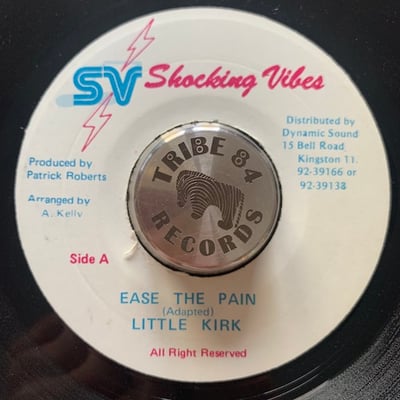 SV Shocking Vibes
Produced by
Patrick Roberts
Arranged by
A. Kelly
Distributed by
Dynamic Sound
15 Bell Road
Kingston 11.
92-39166 or
92-39138
TRIBE 84
RECORDS
Side A
EASE THE PAIN
(Adapted)
LITTLE KIRK
All Right Reserved